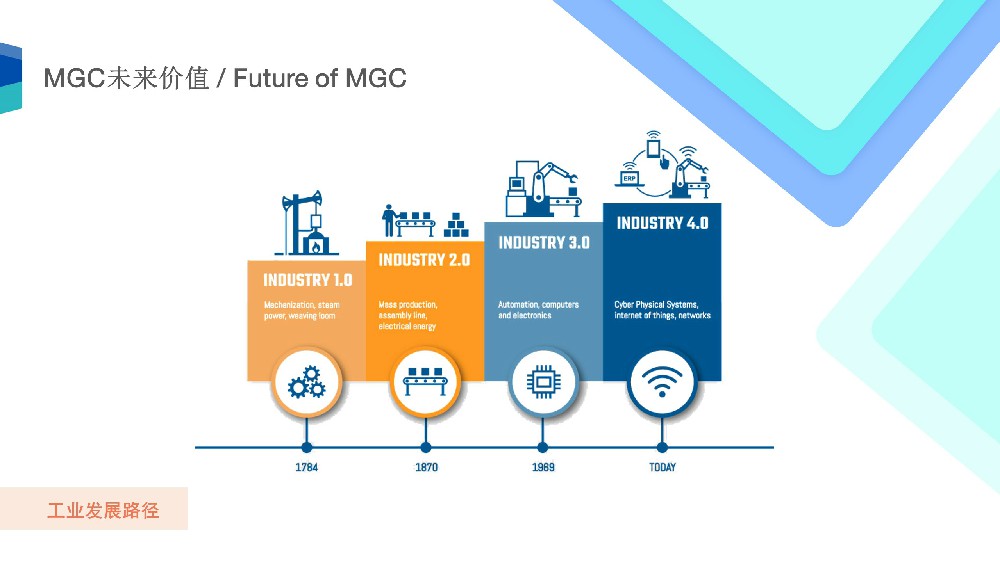 MGC未来价值 / Future of MGC
ERP
INDUSTRY 1.0
Mechanization, steam
power, weaving loom
INDUSTRY 2.0
Mass production,
assembly line,
electrical energy
INDUSTRY 3.0
Automation, computers
and electronics
INDUSTRY 4.0
Cyber Physical Systems,
internet of things, networks
1784
1870
1969
TODAY
工业发展路径